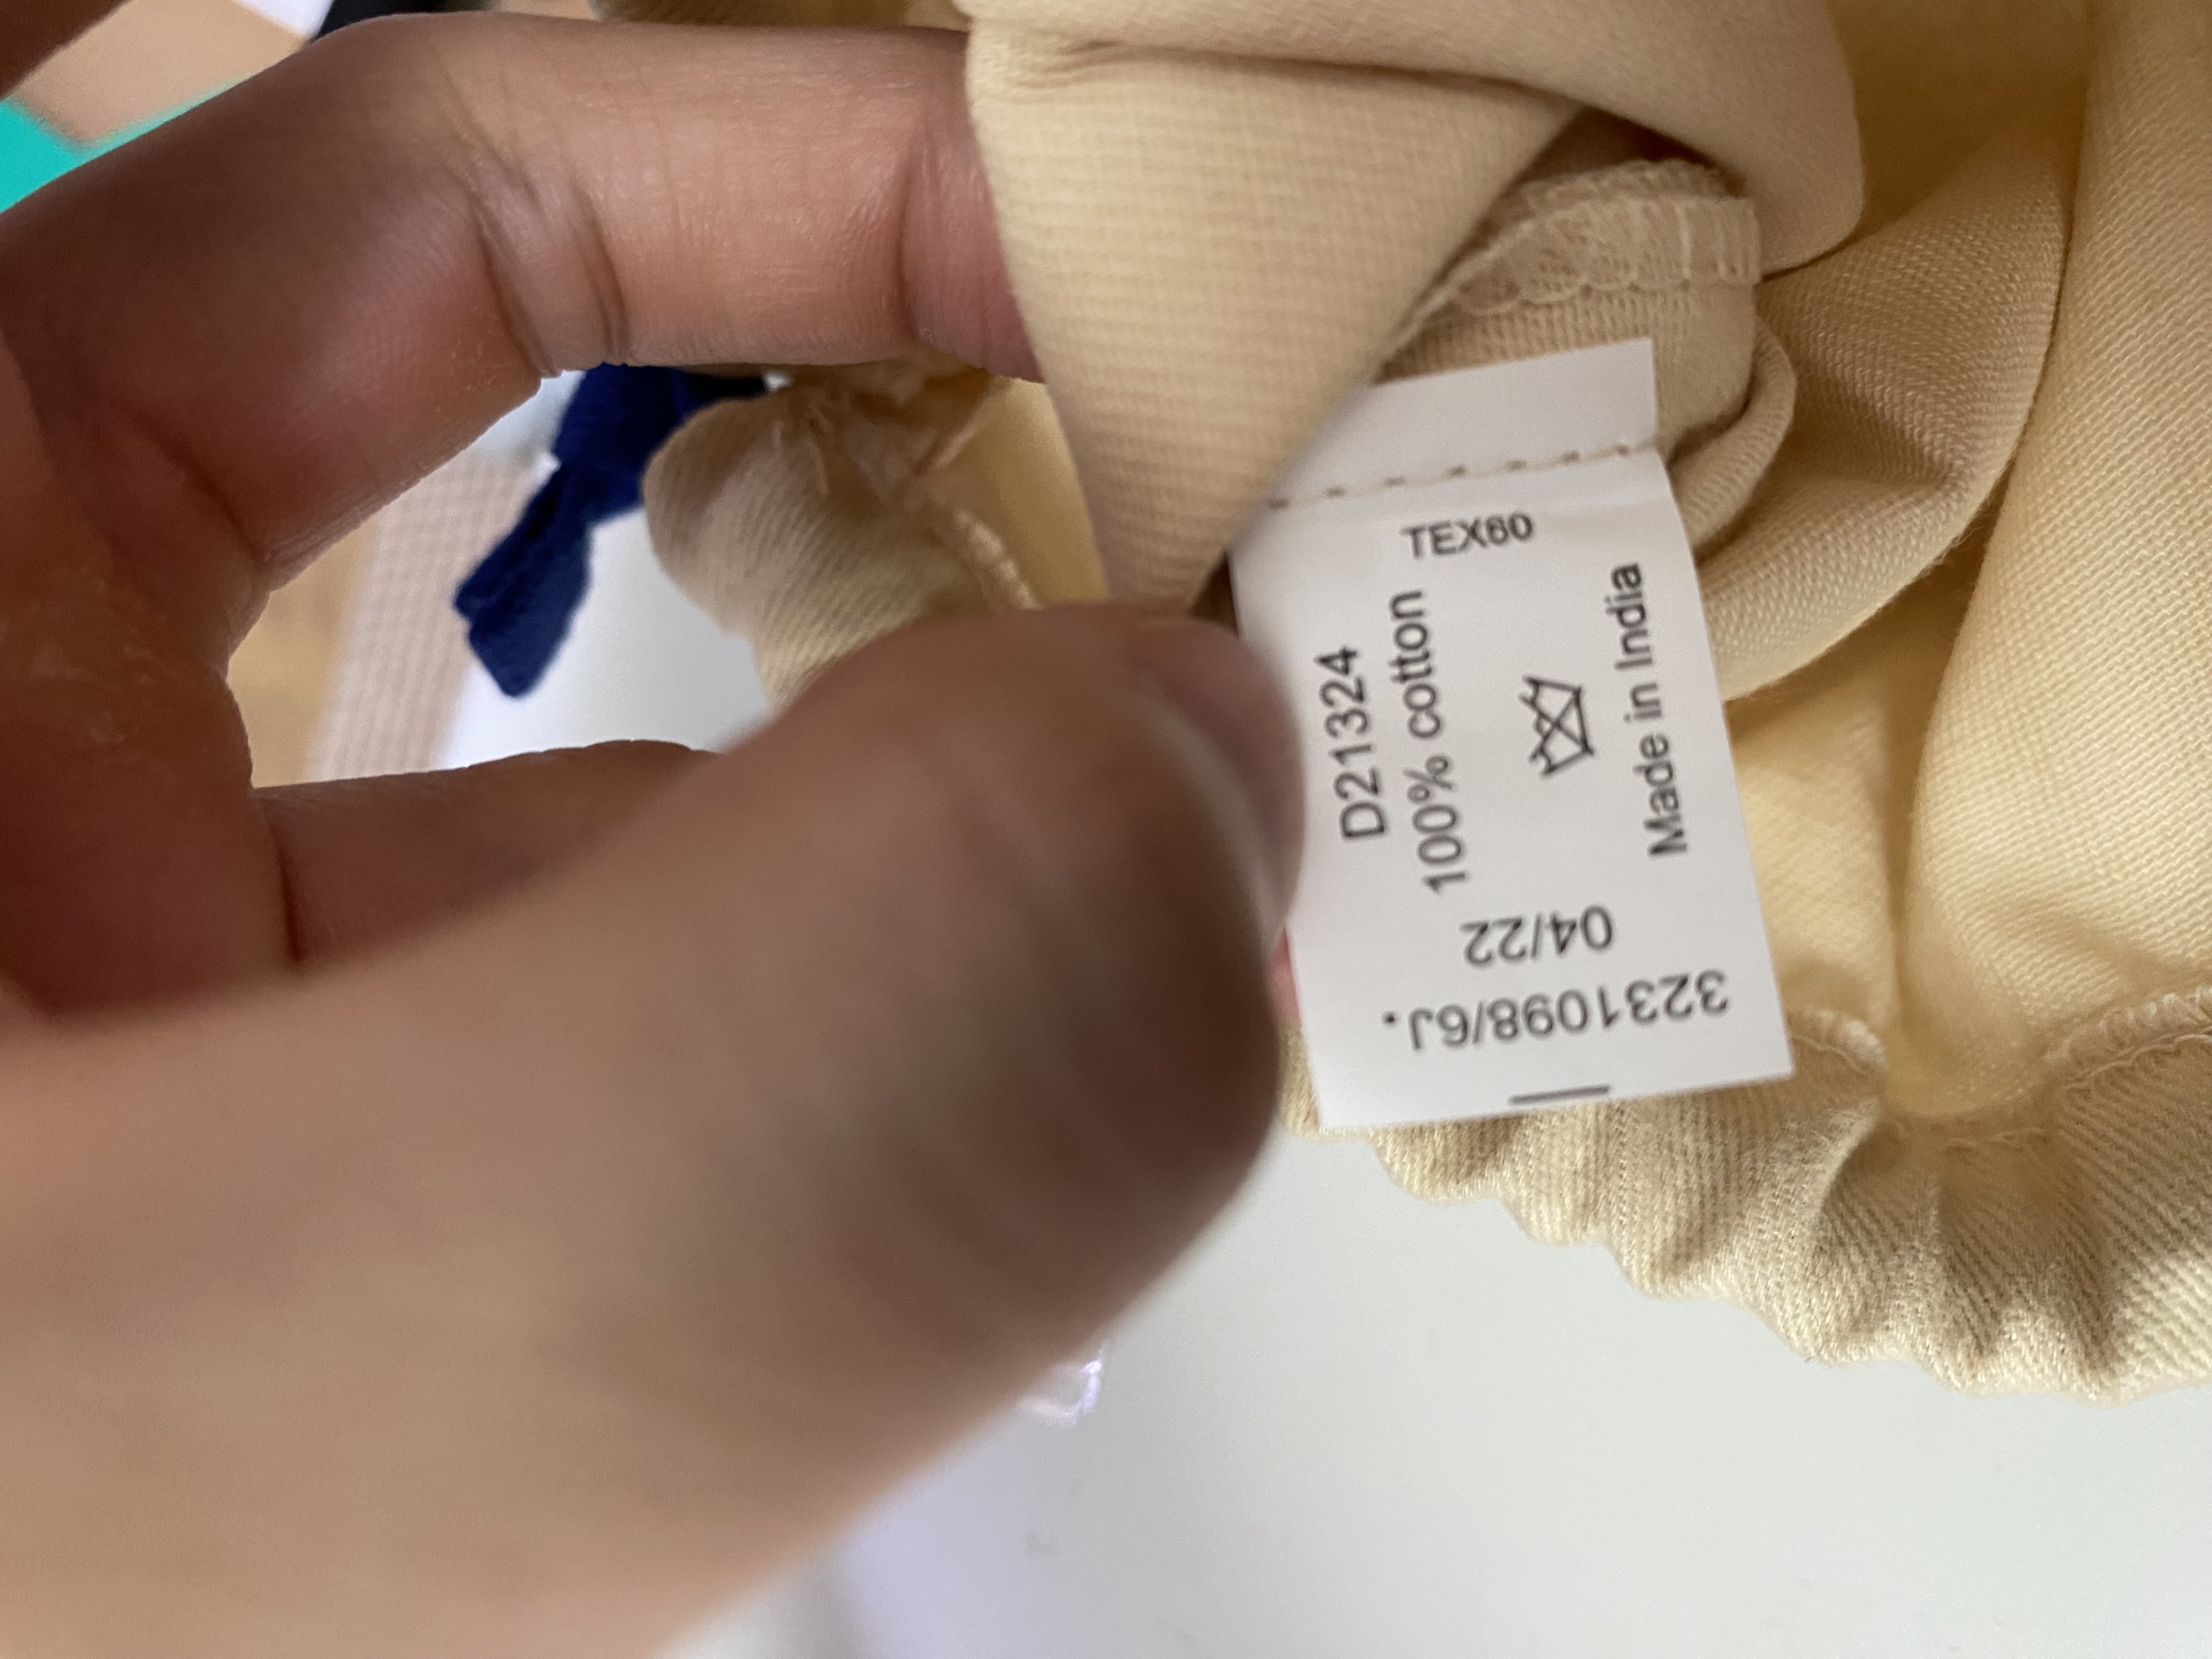 TEX60
D21324
100% cotton
Made in India
04/22
3231098/6J.